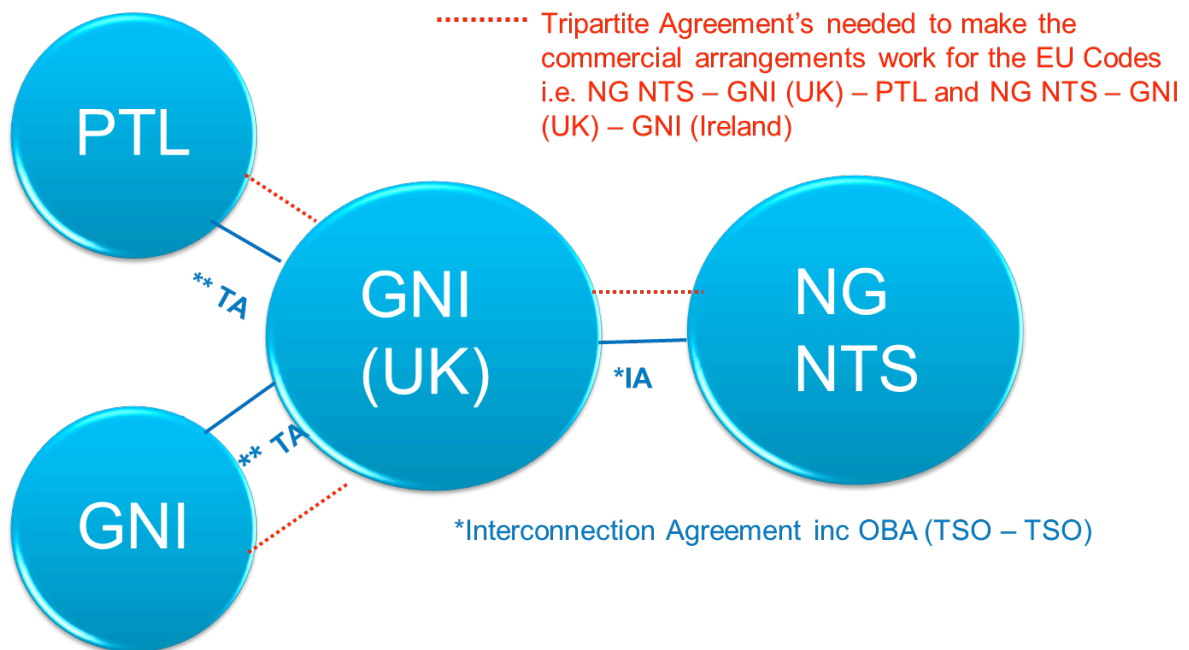 Tripartite Agreement's needed to make the
commercial arrangements work for the EU Codes
i.e. NG NTS – GNI (UK) – PTL and NG NTS – GNI
(UK) – GNI (Ireland)
PTL
** TA
GNI
(UK)
NG
NTS
*IA
** TA
GNI
*Interconnection Agreement inc OBA (TSO – TSO)